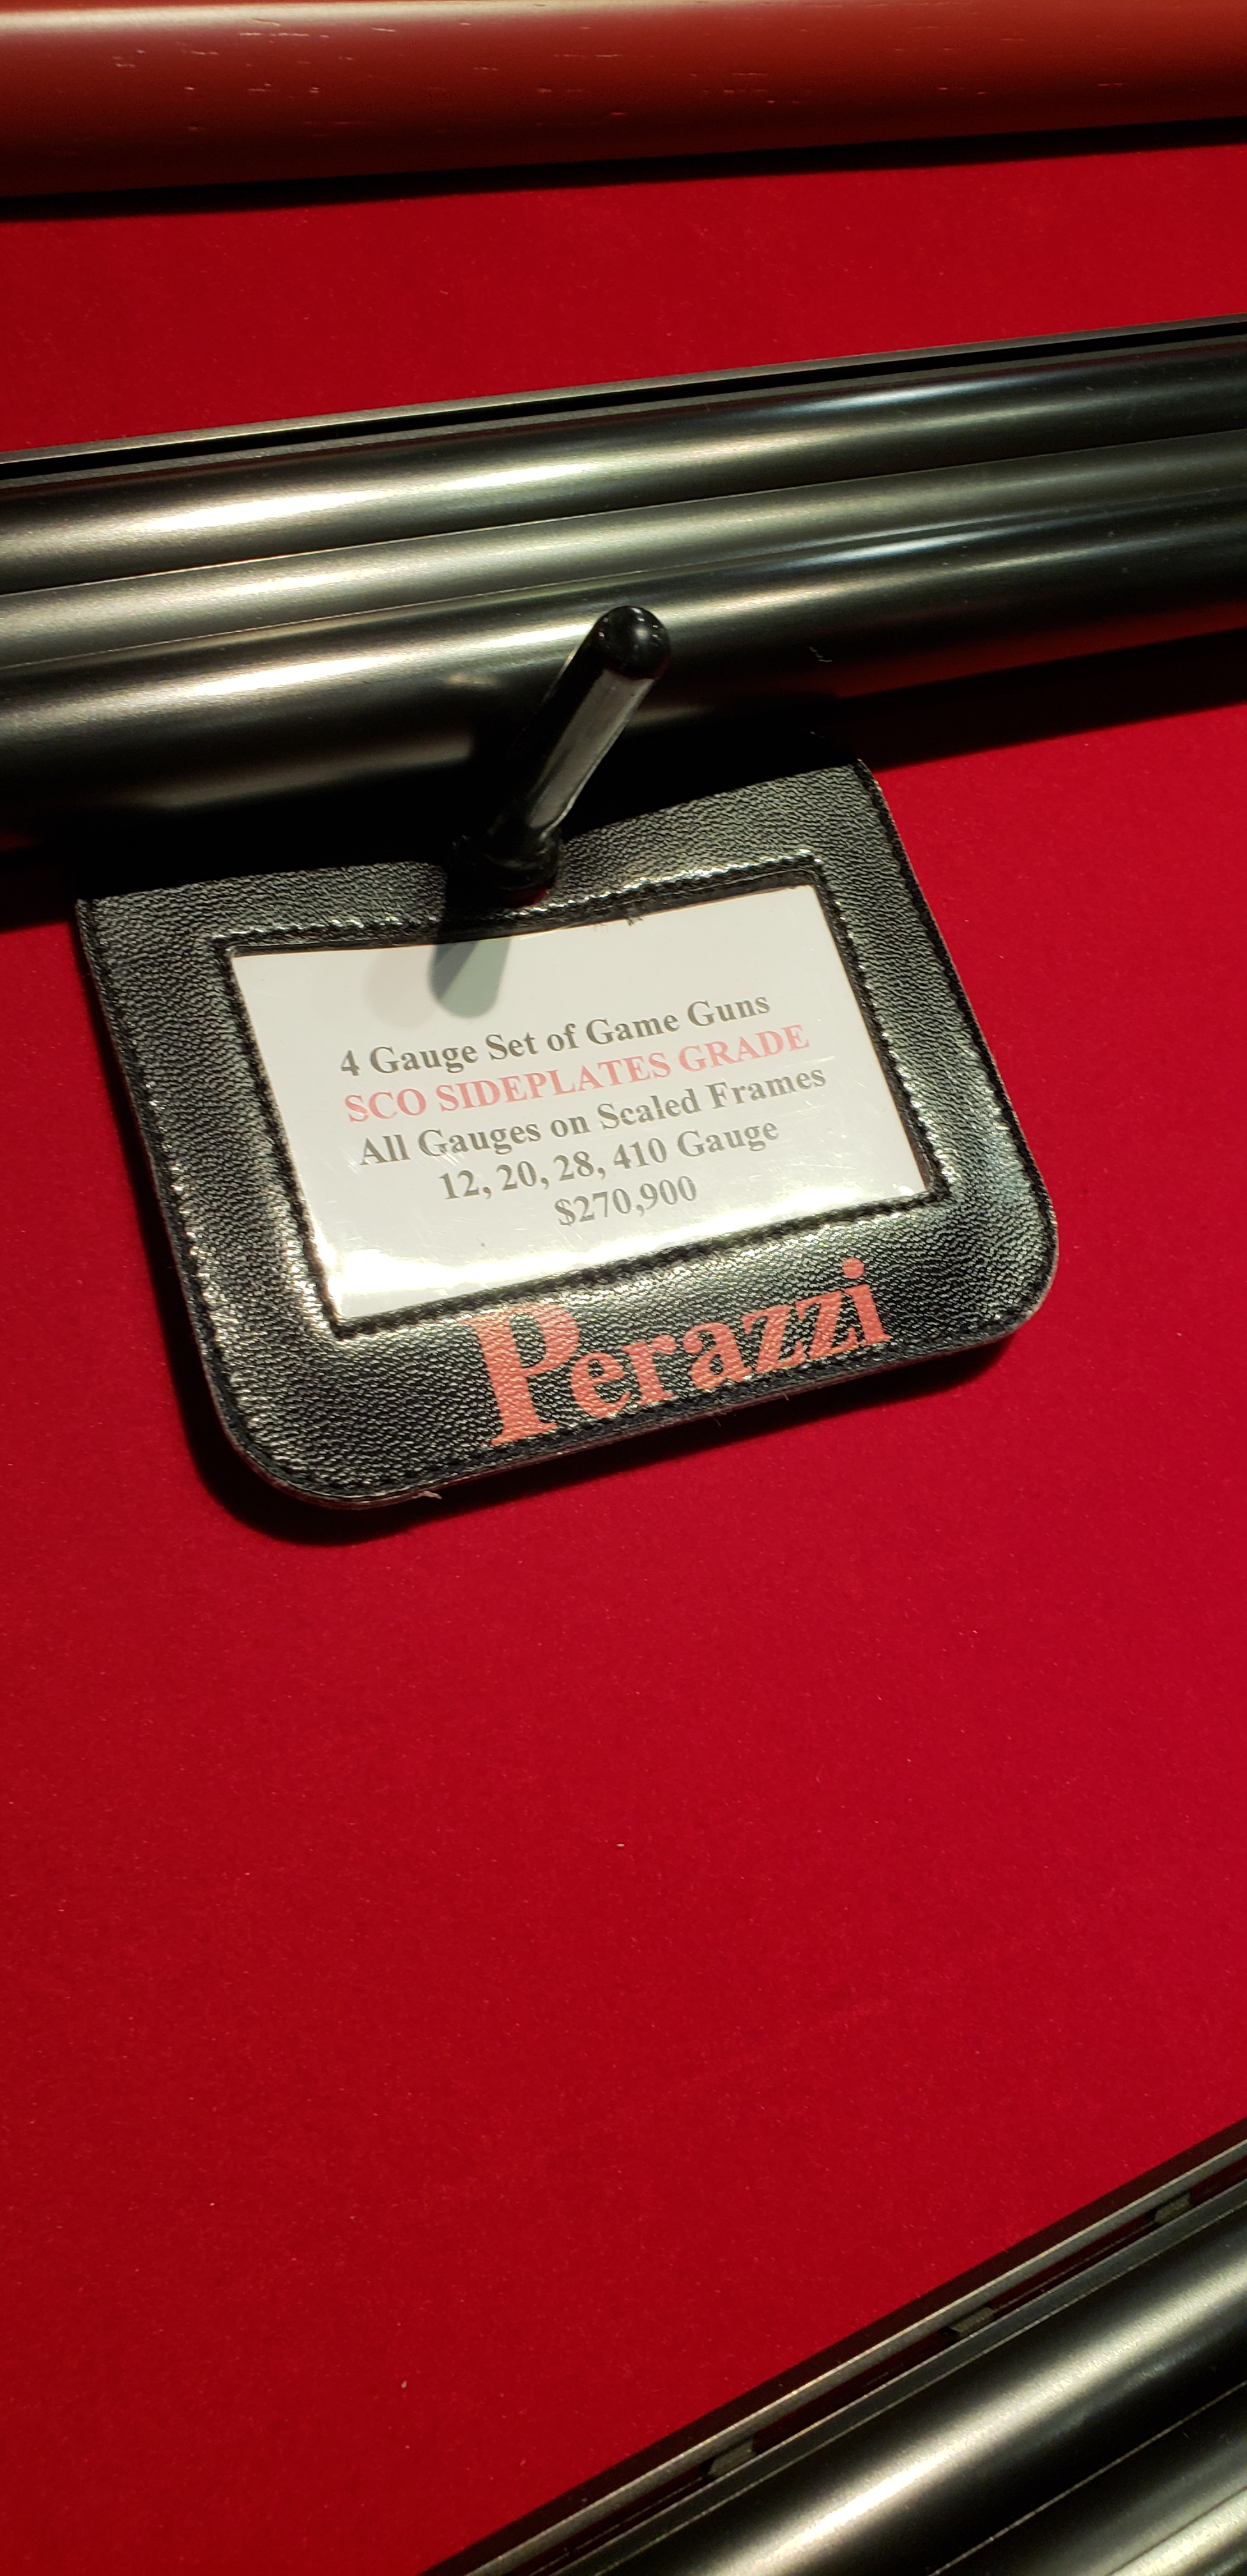 4 Gauge Set of Game Guns
SCO SIDEPLATES GRADE
All Gauges on Scaled Frames
12, 20, 28, 410 Gauge
$270,900
Perazzi